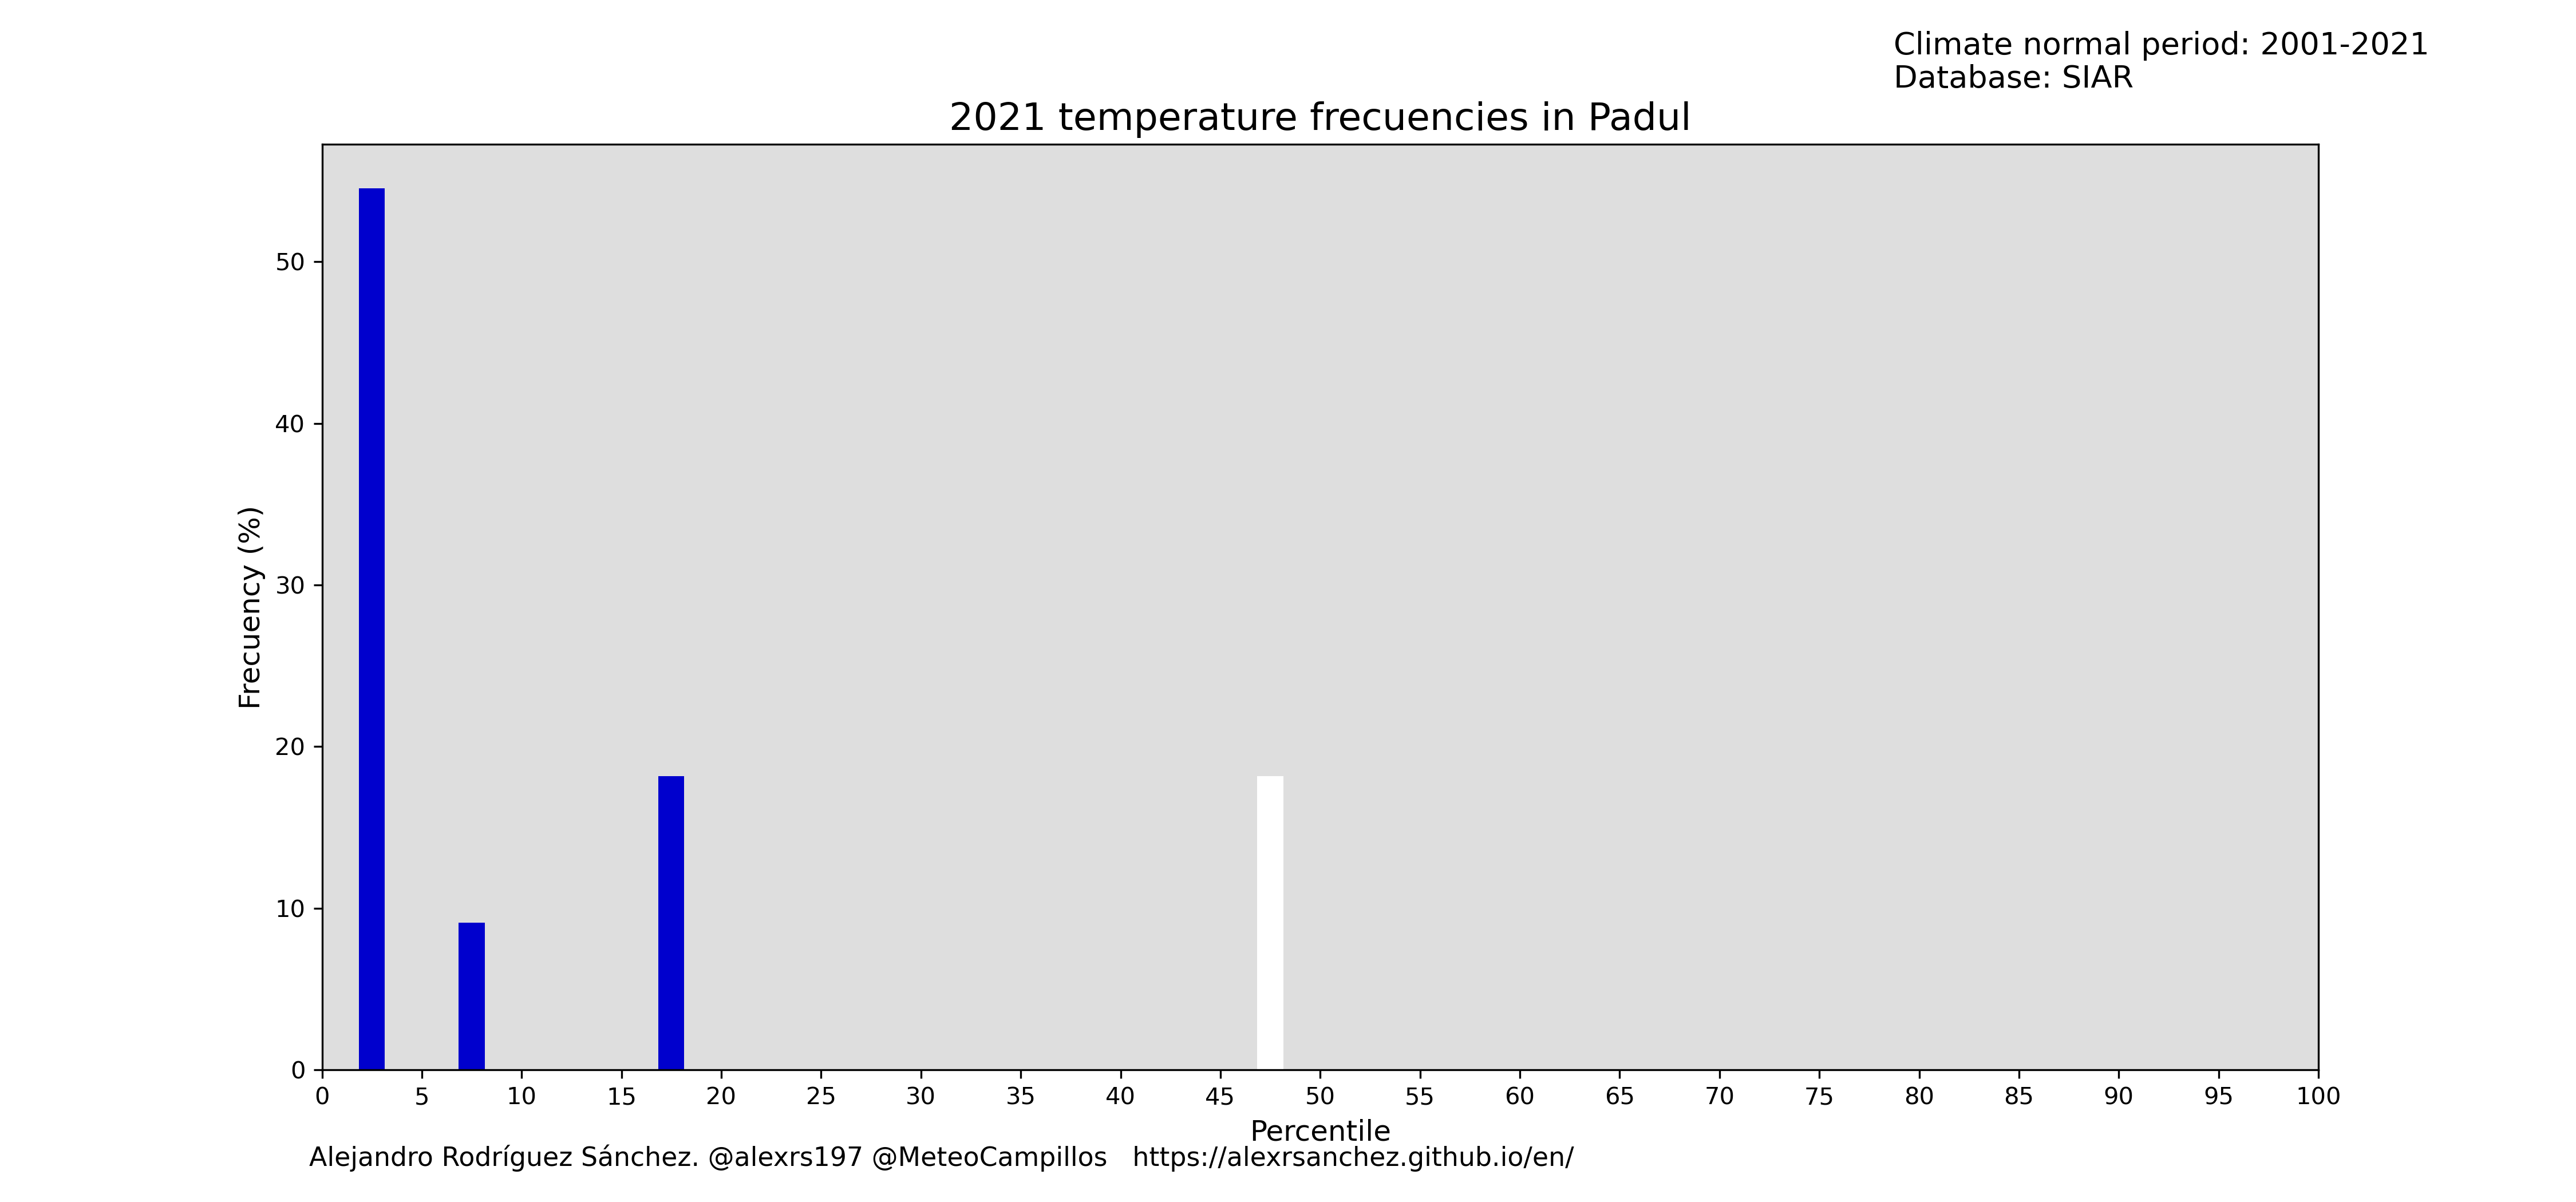 Climate normal period: 2001-2021
Database: SIAR
2021 temperature frecuencies in Padul
Frecuency (%)
50
40
30
20
10
0
0 5 10 15 20 25 30 35 40 45 50 55 60 65 70 75 80 85 90 95 100
Percentile
Alejandro Rodríguez Sánchez. @alexrs197 @MeteoCampillos https://alexrsanchez.github.io/en/